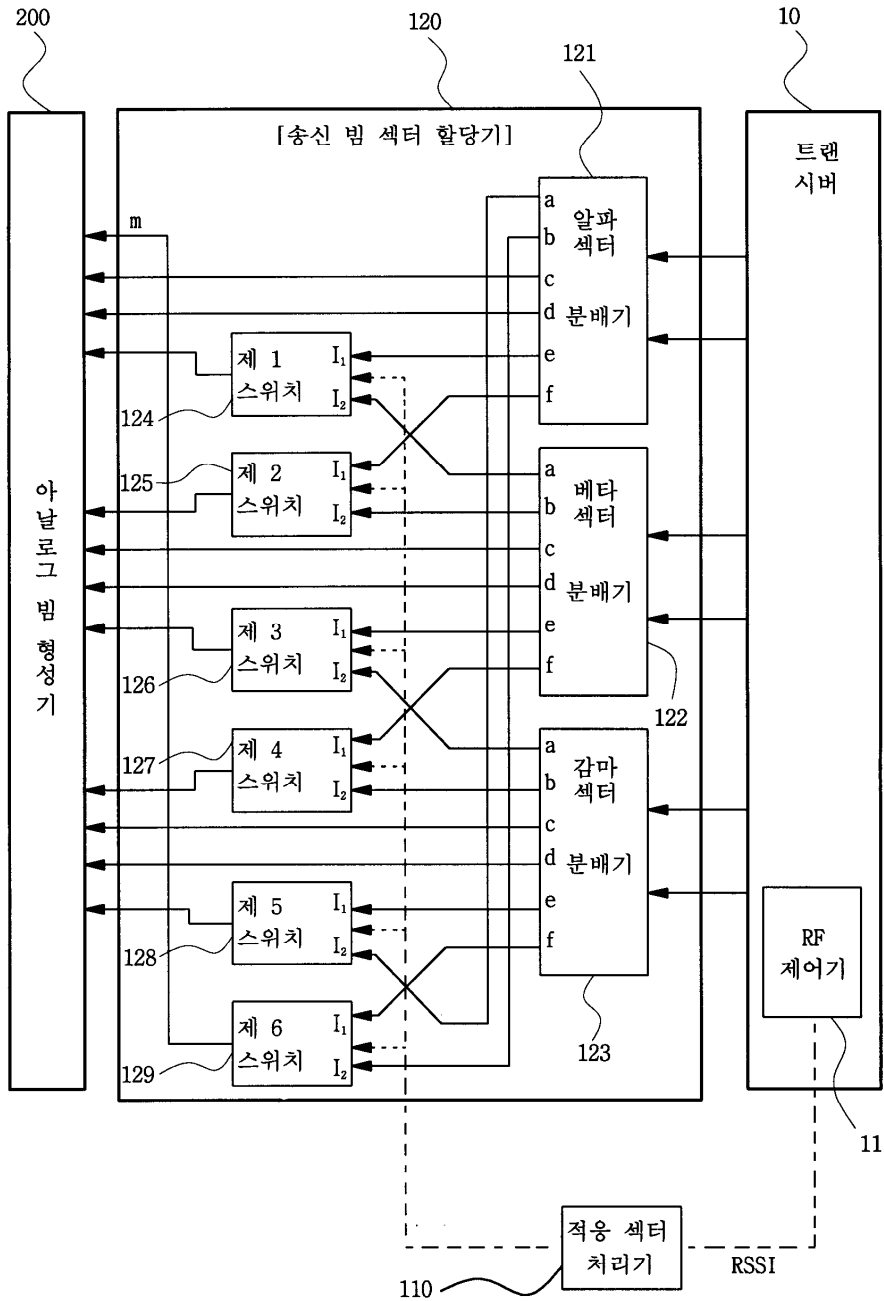 200
120
10
121
[송신 빔 섹터 할당기]
트랜
시버
m
a
b
c
d
e
f
알파
섹터
분배기
제 1
스위치
I₁
I₂
124
제 2
스위치
I₁
I₂
125
a
b
c
d
e
f
베타
섹터
분배기
122
아날로그 빔 형성기
제 3
스위치
I₁
I₂
126
제 4
스위치
I₁
I₂
127
a
b
c
d
e
f
감마
섹터
분배기
123
제 5
스위치
I₁
I₂
128
제 6
스위치
I₁
I₂
129
RF
제어기
11
적응 섹터
처리기
RSSI
110